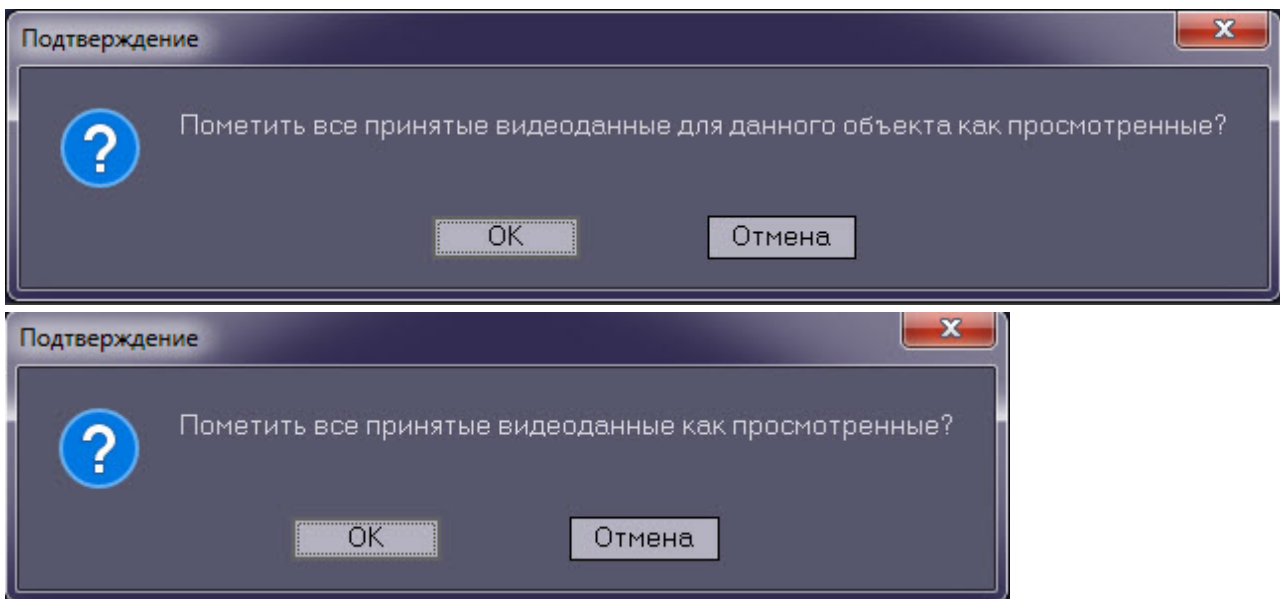 Подтверждение
Пометить все принятые видеоданные для данного объекта как просмотренные?
OK
Отмена
Подтверждение
Пометить все принятые видеоданные как просмотренные?
OK
Отмена